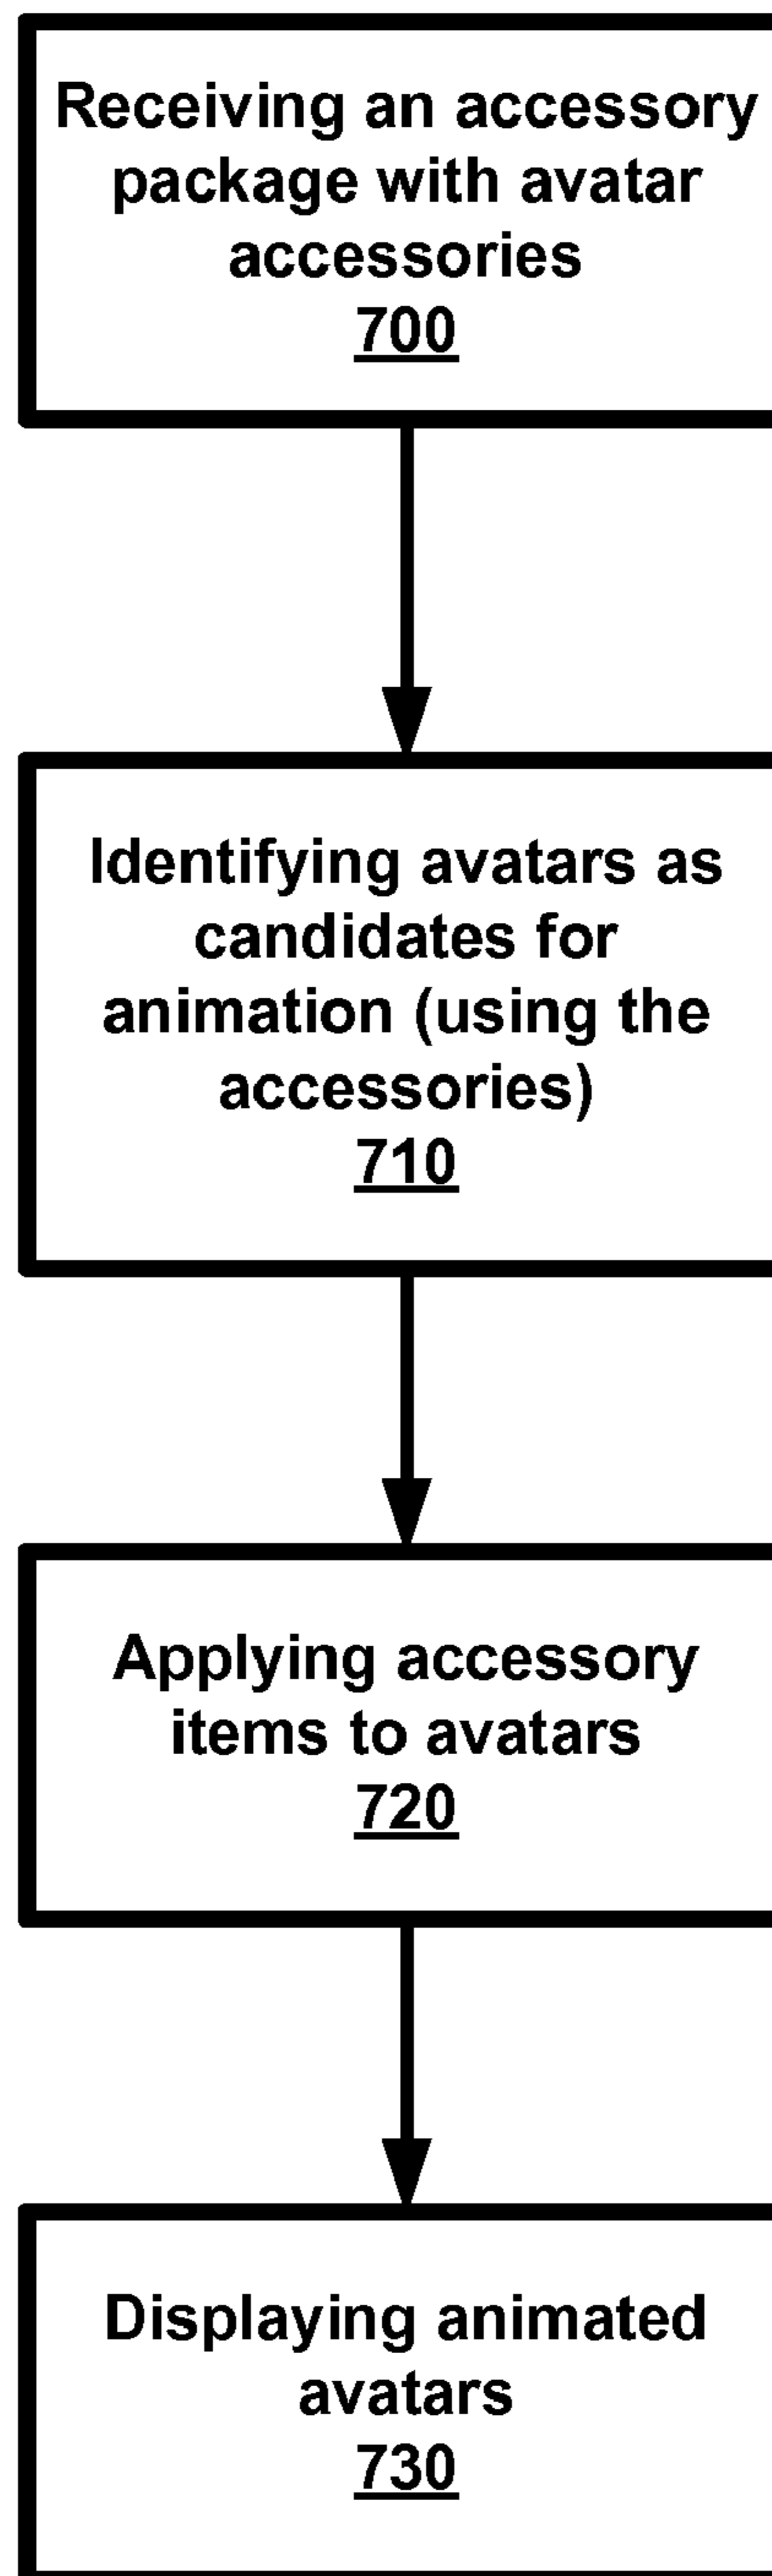 Receiving an accessory
package with avatar
accessories
700
Identifying avatars as
candidates for
animation (using the
accessories)
710
Applying accessory
items to avatars
720
Displaying animated
avatars
730